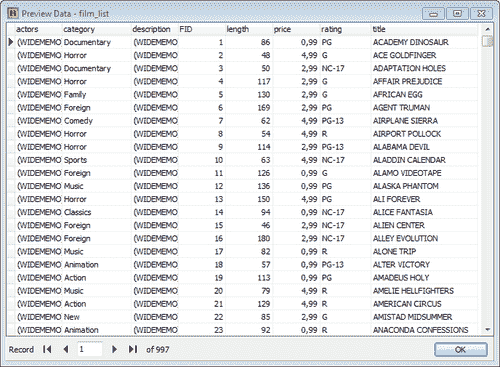 Preview Data - film_list
actors category description FID length price rating title
(WIDEMEMO Documentary (WIDEMEMO 1 86 0,99 PG ACADEMY DINOSAUR
(WIDEMEMO Horror (WIDEMEMO 2 48 4,99 G ACE GOLDFINGER
(WIDEMEMO Documentary (WIDEMEMO 3 50 2,99 NC-17 ADAPTATION HOLES
(WIDEMEMO Horror (WIDEMEMO 4 117 2,99 G AFFAIR PREJUDICE
(WIDEMEMO Family (WIDEMEMO 5 130 2,99 G AFRICAN EGG
(WIDEMEMO Foreign (WIDEMEMO 6 169 2,99 PG AGENT TRUMAN
(WIDEMEMO Comedy (WIDEMEMO 7 62 4,99 PG-13 AIRPLANE SIERRA
(WIDEMEMO Horror (WIDEMEMO 8 54 4,99 R AIRPORT POLLOCK
(WIDEMEMO Horror (WIDEMEMO 9 114 2,99 PG-13 ALABAMA DEVIL
(WIDEMEMO Sports (WIDEMEMO 10 63 4,99 NC-17 ALADDIN CALENDAR
(WIDEMEMO Foreign (WIDEMEMO 11 126 0,99 G ALAMO VIDEOTAPE
(WIDEMEMO Music (WIDEMEMO 12 136 0,99 PG ALASKA PHANTOM
(WIDEMEMO Horror (WIDEMEMO 13 150 4,99 PG ALI FOREVER
(WIDEMEMO Classics (WIDEMEMO 14 94 0,99 NC-17 ALICE FANTASIA
(WIDEMEMO Foreign (WIDEMEMO 15 46 2,99 NC-17 ALIEN CENTER
(WIDEMEMO Foreign (WIDEMEMO 16 180 2,99 NC-17 ALLEY EVOLUTION
(WIDEMEMO Music (WIDEMEMO 17 82 0,99 R ALONE TRIP
(WIDEMEMO Animation (WIDEMEMO 18 57 0,99 PG-13 ALTER VICTORY
(WIDEMEMO Action (WIDEMEMO 19 113 0,99 PG AMADEUS HOLY
(WIDEMEMO Music (WIDEMEMO 20 79 4,99 R AMELIE HELLFIGHTERS
(WIDEMEMO Action (WIDEMEMO 21 129 4,99 R AMERICAN CIRCUS
(WIDEMEMO New (WIDEMEMO 22 85 2,99 G AMISTAD MIDSUMMER
(WIDEMEMO Animation (WIDEMEMO 23 92 0,99 R ANACONDA CONFESSIONS
Record 1 of 997 OK